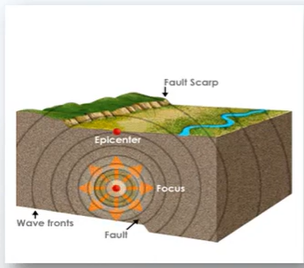 Fault Scarp
Epicenter
Focus
Wave fronts
Fault